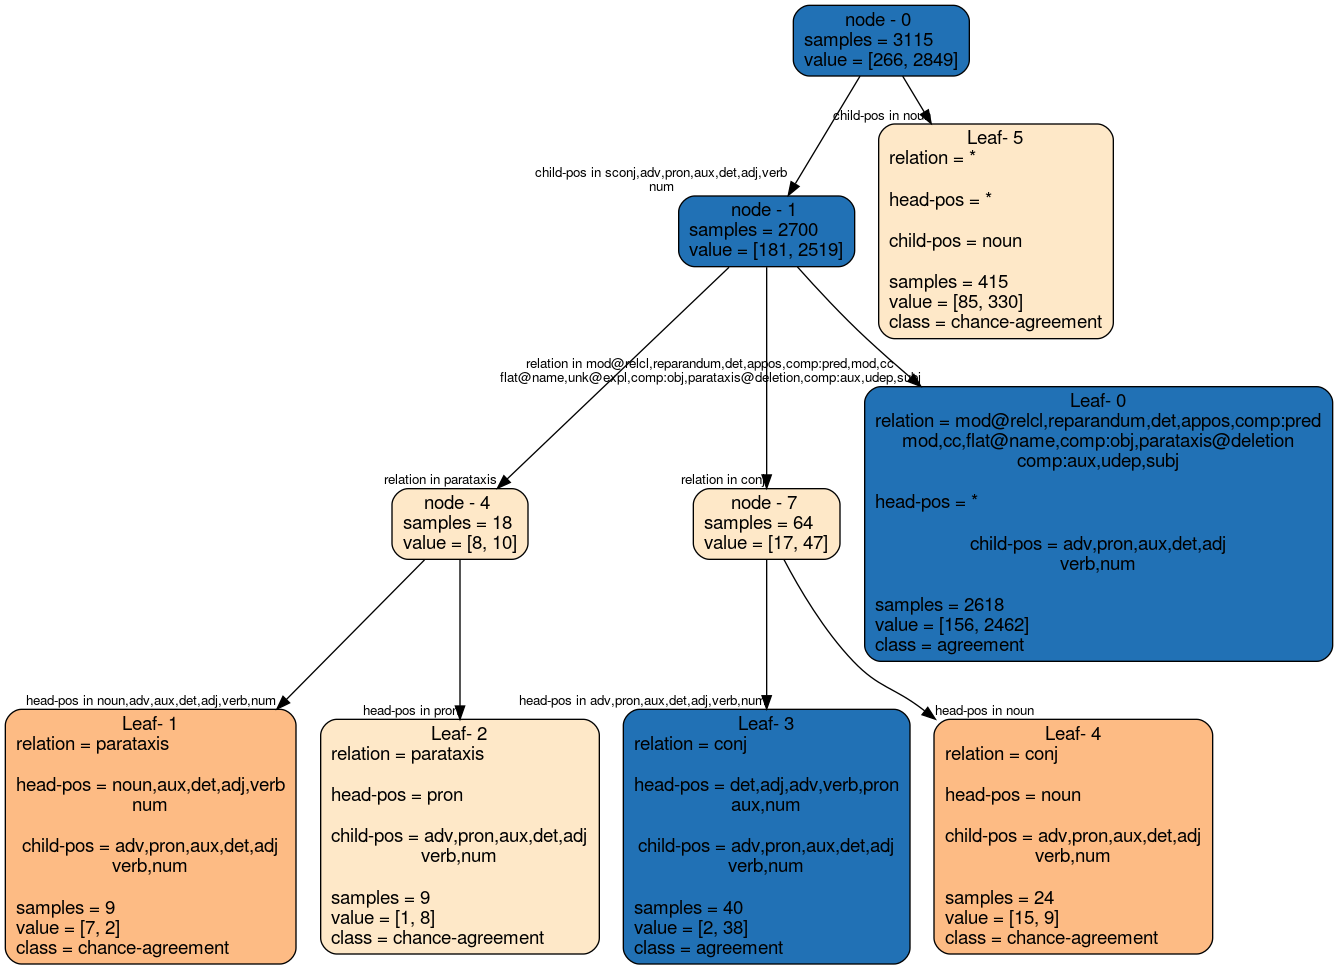 node - 0
samples = 3115
value = [266, 2849]
child-pos in noun
Leaf- 5
relation = *
head-pos = *
child-pos = noun
samples = 415
value = [85, 330]
class = chance-agreement
child-pos in sconj,adv,pron,aux,det,adj,verb
num
node - 1
samples = 2700
value = [181, 2519]
relation in mod@relcl,reparandum,det,appos,comp:pred,mod,cc
flat@name,unk@expl,comp:obj,parataxis@deletion,comp:aux,udep,subj
Leaf- 0
relation = mod@relcl,reparandum,det,appos,comp:pred
mod,cc,flat@name,comp:obj,parataxis@deletion
comp:aux,udep,subj
head-pos = *
child-pos = adv,pron,aux,det,adj
verb,num
samples = 2618
value = [156, 2462]
class = agreement
relation in parataxis
node - 4
samples = 18
value = [8, 10]
relation in conj
node - 7
samples = 64
value = [17, 47]
head-pos in noun,adv,aux,det,adj,verb,num
Leaf- 1
relation = parataxis
head-pos = noun,aux,det,adj,verb
num
child-pos = adv,pron,aux,det,adj
verb,num
samples = 9
value = [7, 2]
class = chance-agreement
head-pos in pron
Leaf- 2
relation = parataxis
head-pos = pron
child-pos = adv,pron,aux,det,adj
verb,num
samples = 9
value = [1, 8]
class = chance-agreement
head-pos in adv,pron,aux,det,adj,verb,num
Leaf- 3
relation = conj
head-pos = det,adj,adv,verb,pron
aux,num
child-pos = adv,pron,aux,det,adj
verb,num
samples = 40
value = [2, 38]
class = agreement
head-pos in noun
Leaf- 4
relation = conj
head-pos = noun
child-pos = adv,pron,aux,det,adj
verb,num
samples = 24
value = [15, 9]
class = chance-agreement